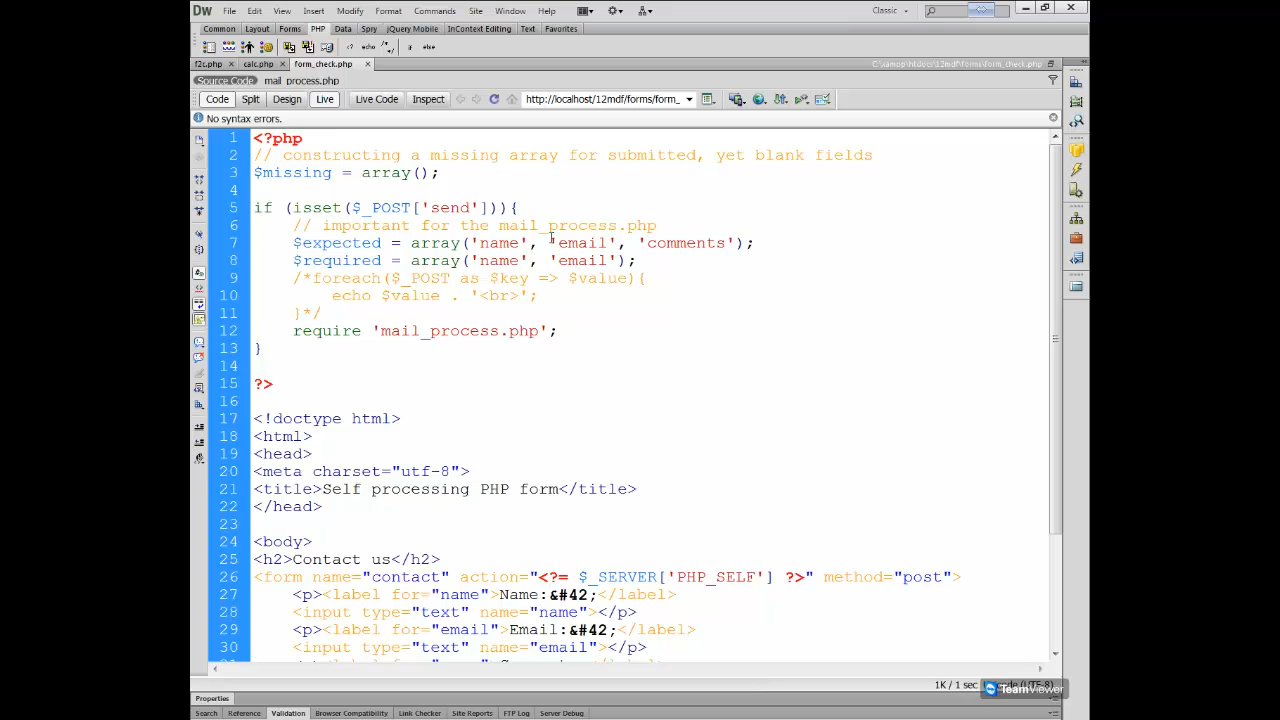 Dw File Edit View Insert Modify Format Commands Site Window Help Classic
Common Layout Forms PHP Data Spry jQuery Mobile InContext Editing Text Favorites
<? echo /* */ if else
f2c.php calc.php form_check.php C:\xampp\htdocs\12mdf\forms\form_check.php
Source Code mail_process.php
Code Split Design Live Live Code Inspect http://localhost/12mdf/forms/form_
No syntax errors.
1 <?php
2 // constructing a missing array for submitted, yet blank fields
3 $missing = array();
4
5 if (isset($_POST['send'])){
6 // important for the mail_process.php
7 $expected = array('name', 'email', 'comments');
8 $required = array('name', 'email');
9 /*foreach($_POST as $key => $value){
10 echo $value . '<br>';
11 }*/
12 require 'mail_process.php';
13 }
14
15 ?>
16
17 <!doctype html>
18 <html>
19 <head>
20 <meta charset="utf-8">
21 <title>Self processing PHP form</title>
22 </head>
23
24 <body>
25 <h2>Contact us</h2>
26 <form name="contact" action="<?= $_SERVER['PHP_SELF'] ?>" method="post">
27 <p><label for="name">Name:&#42;</label>
28 <input type="text" name="name"></p>
29 <p><label for="email">Email:&#42;</label>
30 <input type="text" name="email"></p>
1K / 1 sec (UTF-8)
TeamViewer
Properties
Search Reference Validation Browser Compatibility Link Checker Site Reports FTP Log Server Debug